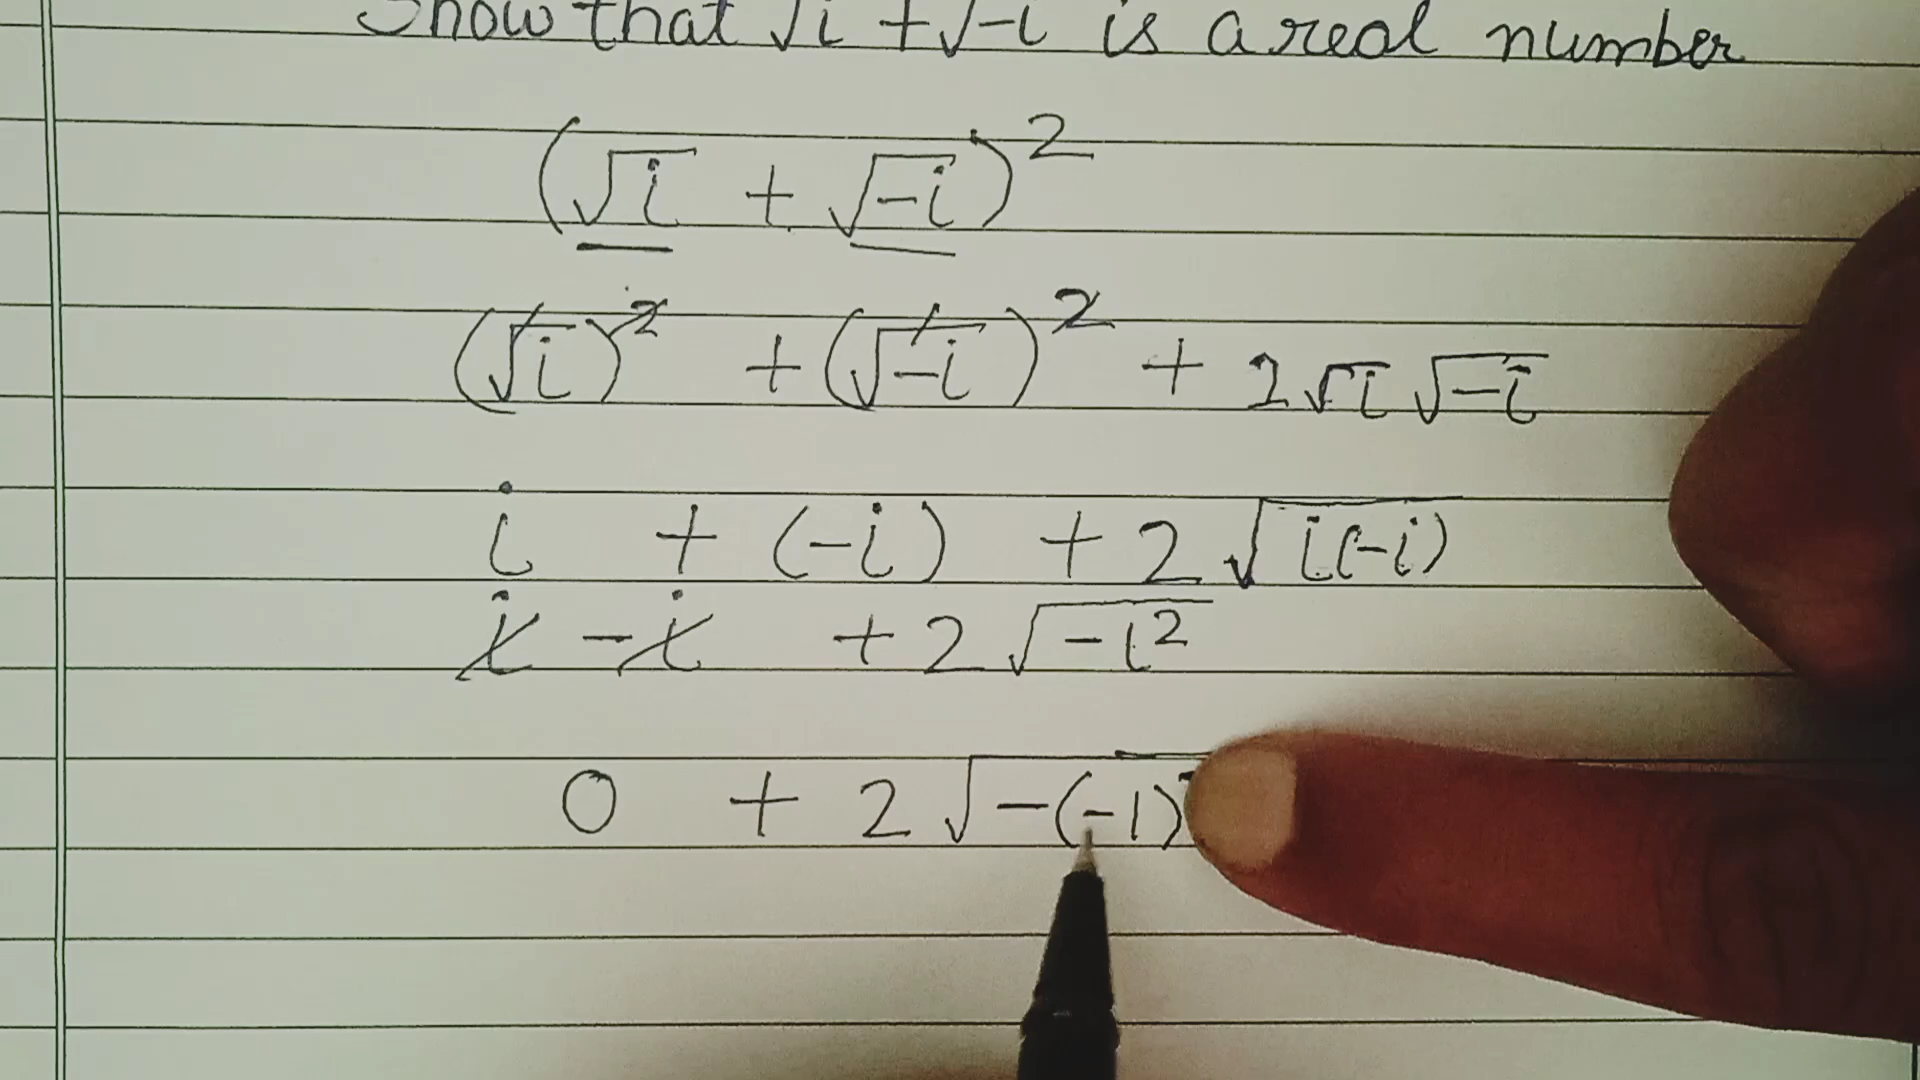 Show that √i + √-i is a real number
(√i + √-i)²
(√i)² + (√-i)² + 2√i √-i
i + (-i) + 2 √i(-i)
i - i + 2 √-i²
0 + 2 √-(-1)